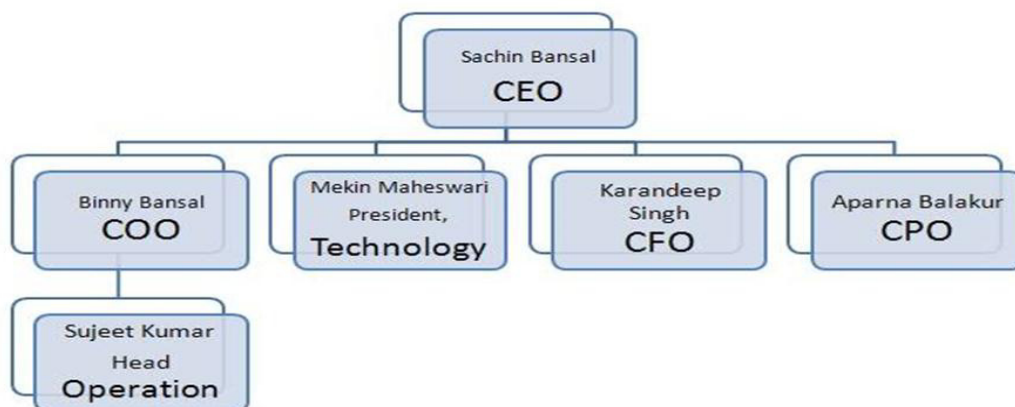 Sachin Bansal
CEO
Binny Bansal
COO
Mekin Maheswari
President,
Technology
Karandeep
Singh
CFO
Aparna Balakur
CPO
Sujeet Kumar
Head
Operation